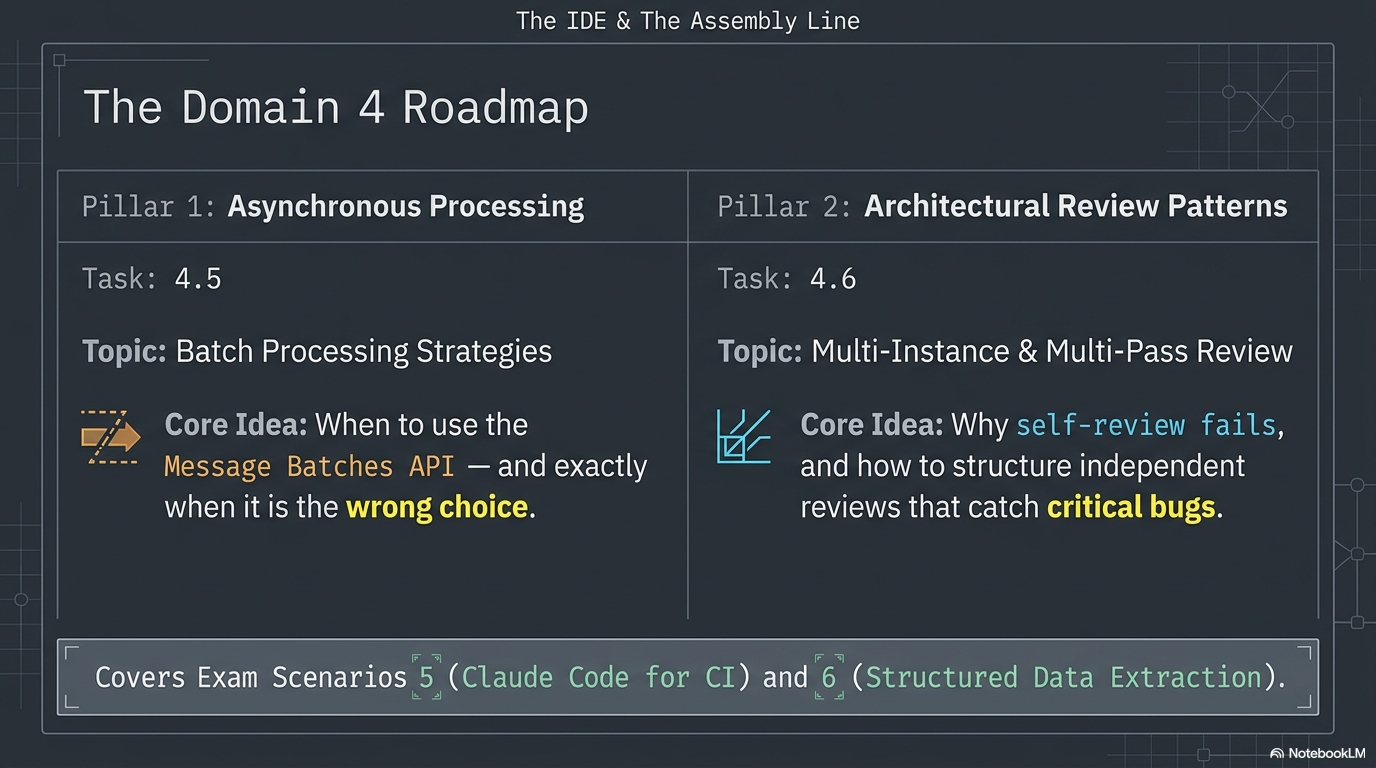 The IDE & The Assembly Line
The Domain 4 Roadmap
Pillar 1: Asynchronous Processing
Task: 4.5
Topic: Batch Processing Strategies
Core Idea: When to use the
Message Batches API — and exactly
when it is the wrong choice.
Pillar 2: Architectural Review Patterns
Task: 4.6
Topic: Multi-Instance & Multi-Pass Review
Core Idea: Why self-review fails,
and how to structure independent
reviews that catch critical bugs.
Covers Exam Scenarios 5 (Claude Code for CI) and 6 (Structured Data Extraction).
NotebookLM